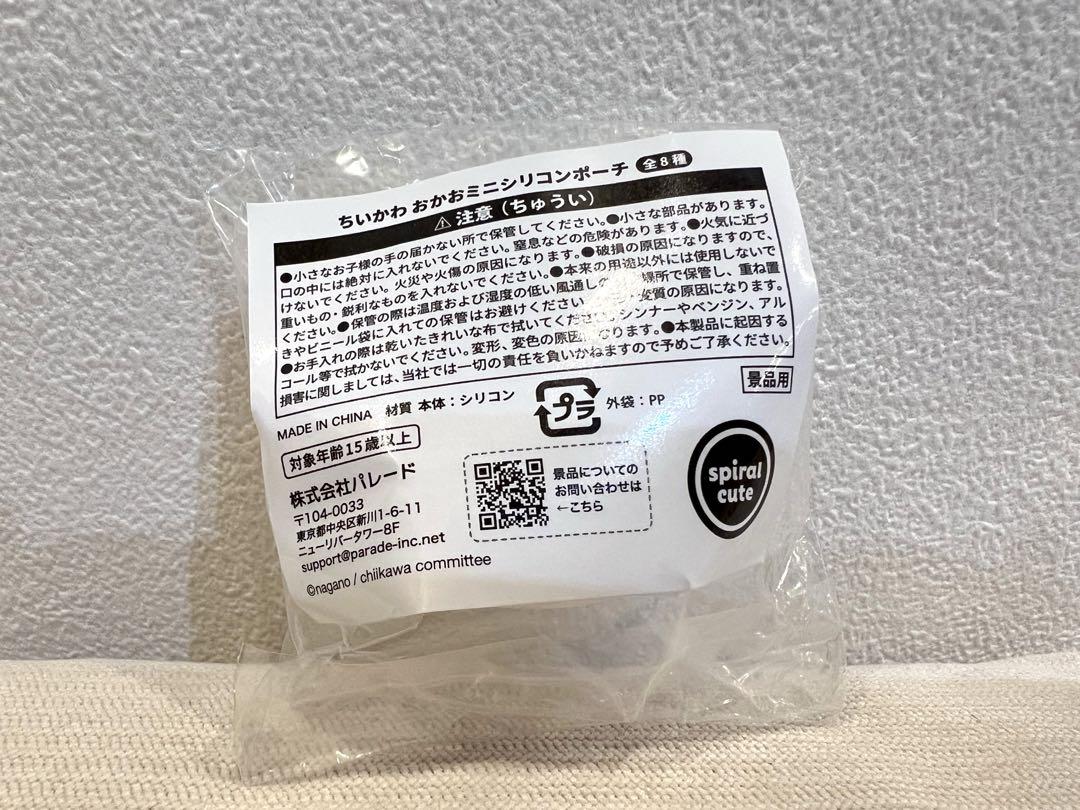 ちいかわ おかおミニシリコンポーチ 全8種
⚠注意（ちゅうい）
●小さなお子様の手の届かない所で保管してください。●小さな部品があります。
口の中には絶対に入れないでください。窒息などの危険があります。●火気に近づ
けないでください。火災や火傷の原因になります。●破損の原因になりますので、
重いもの・鋭利なものを入れないでください。●本来の用途以外には使用しないで
ください。●保管の際は温度および湿度の低い風通しの 場所で保管し、重ね置
きやビニール袋に入れての保管はお避けください 変質の原因になります。
●お手入れの際は乾いたきれいな布で拭いてください。シンナーやベンジン、アル
コール等で拭かないでください。変形、変色の原因になります。●本製品に起因する
損害に関しましては、当社では一切の責任を負いかねますので予めご了承ください。
MADE IN CHINA 材質 本体：シリコン プラ 外袋：PP 景品用
対象年齢15歳以上
株式会社パレード
〒104-0033
東京都中央区新川1-6-11
ニューリバータワー8F
support@parade-inc.net
©nagano / chiikawa committee
景品についての
お問い合わせは
←こちら
spiral
cute